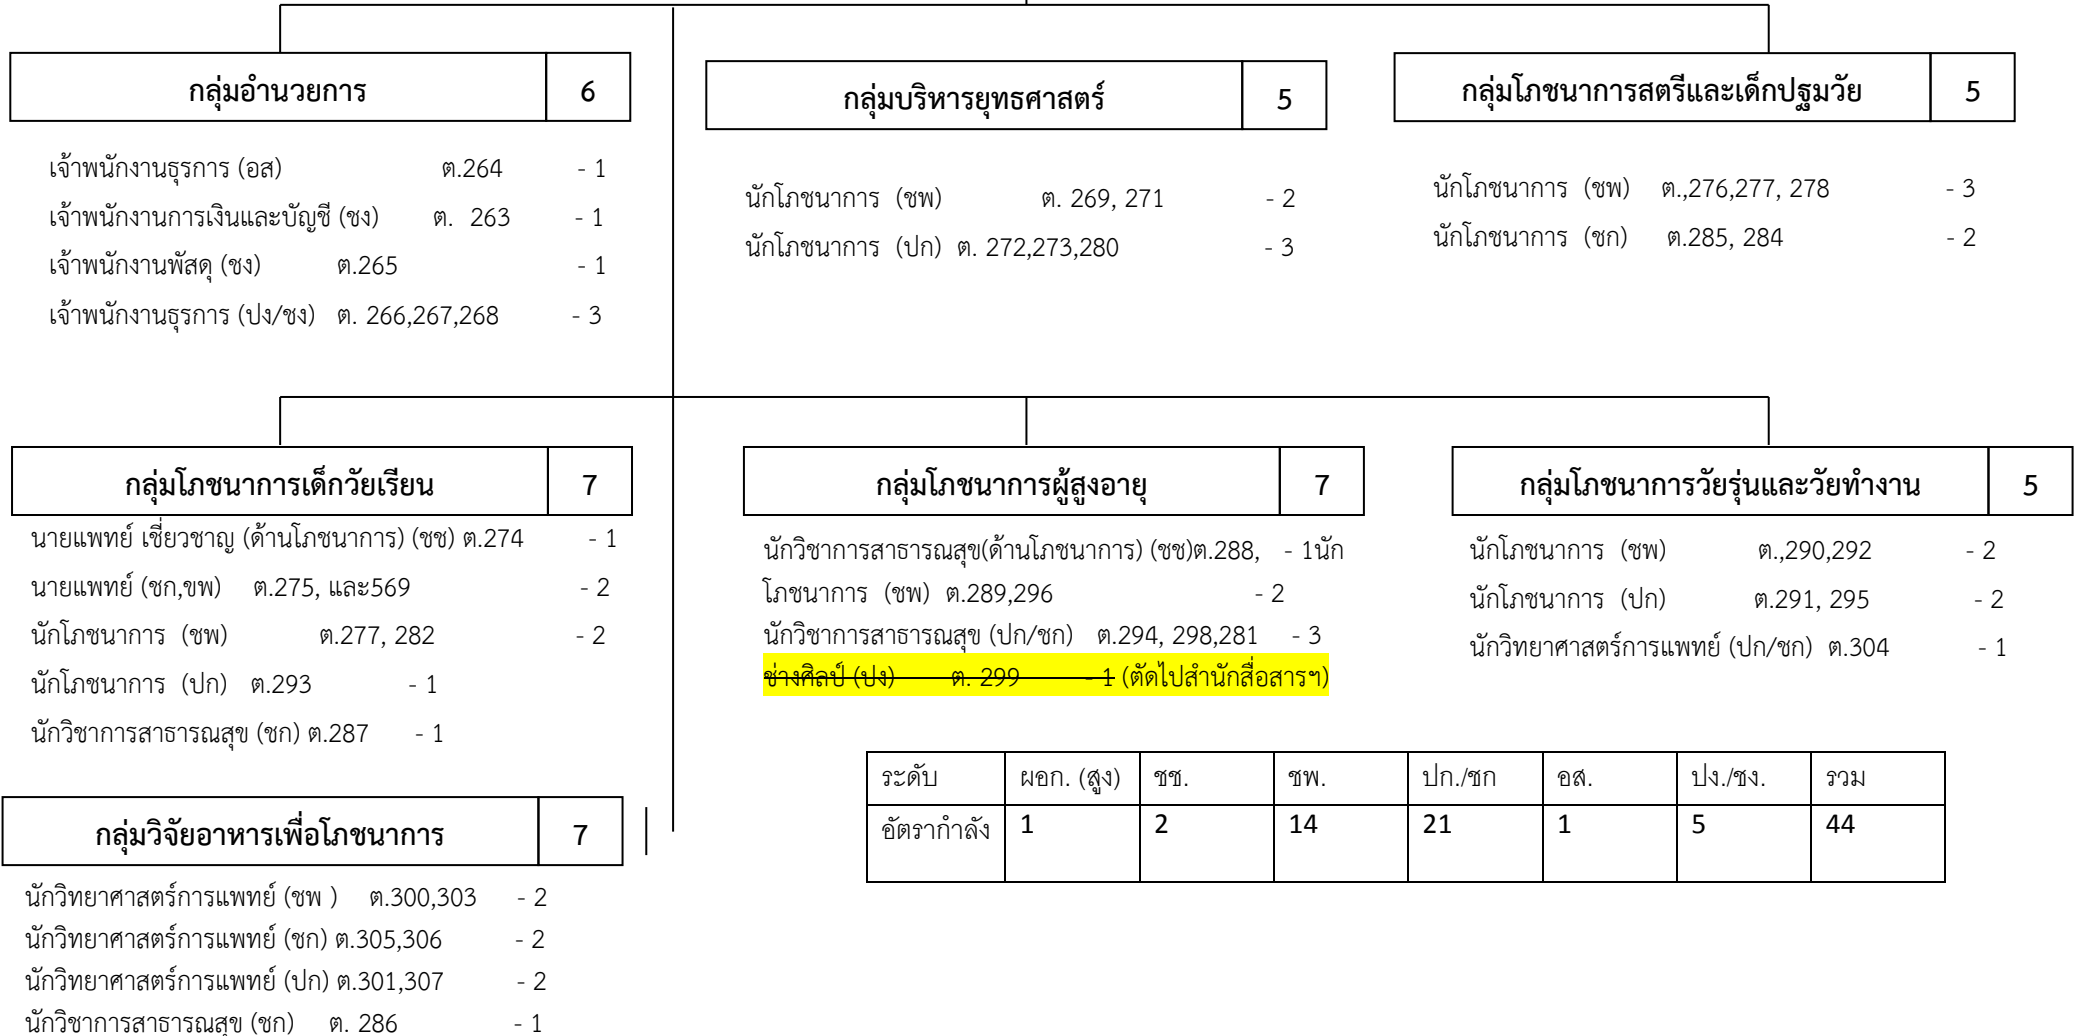 กลุ่มอำนวยการ 6
เจ้าพนักงานธุรการ (อส) ต.264 - 1
เจ้าพนักงานการเงินและบัญชี (ชง) ต. 263 - 1
เจ้าพนักงานพัสดุ (ชง) ต.265 - 1
เจ้าพนักงานธุรการ (ปง/ชง) ต. 266,267,268 - 3
กลุ่มบริหารยุทธศาสตร์ 5
นักโภชนาการ (ชพ) ต. 269, 271 - 2
นักโภชนาการ (ปก) ต. 272,273,280 - 3
กลุ่มโภชนาการสตรีและเด็กปฐมวัย 5
นักโภชนาการ (ชพ) ต.,276,277, 278 - 3
นักโภชนาการ (ชก) ต.285, 284 - 2
กลุ่มโภชนาการเด็กวัยเรียน 7
นายแพทย์ เชี่ยวชาญ (ด้านโภชนาการ) (ชช) ต.274 - 1
นายแพทย์ (ชก,ขพ) ต.275, และ569 - 2
นักโภชนาการ (ชพ) ต.277, 282 - 2
นักโภชนาการ (ปก) ต.293 - 1
นักวิชาการสาธารณสุข (ชก) ต.287 - 1
กลุ่มโภชนาการผู้สูงอายุ 7
นักวิชาการสาธารณสุข(ด้านโภชนาการ) (ชช)ต.288, - 1นัก
โภชนาการ (ชพ) ต.289,296 - 2
นักวิชาการสาธารณสุข (ปก/ชก) ต.294, 298,281 - 3
ช่างศิลป์ (ปง) ต. 299 - 1 (ตัดไปสำนักสื่อสารฯ)
กลุ่มโภชนาการวัยรุ่นและวัยทำงาน 5
นักโภชนาการ (ชพ) ต.,290,292 - 2
นักโภชนาการ (ปก) ต.291, 295 - 2
นักวิทยาศาสตร์การแพทย์ (ปก/ชก) ต.304 - 1
ระดับ ผอก. (สูง) ชช. ชพ. ปก./ชก อส. ปง./ชง. รวม
อัตรากำลัง 1 2 14 21 1 5 44
กลุ่มวิจัยอาหารเพื่อโภชนาการ 7
นักวิทยาศาสตร์การแพทย์ (ชพ ) ต.300,303 - 2
นักวิทยาศาสตร์การแพทย์ (ชก) ต.305,306 - 2
นักวิทยาศาสตร์การแพทย์ (ปก) ต.301,307 - 2
นักวิชาการสาธารณสุข (ชก) ต. 286 - 1